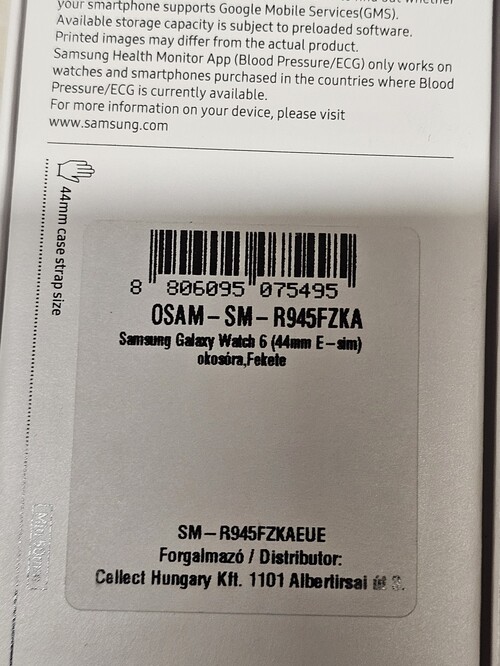 your smartphone supports Google Mobile Services(GMS).
Available storage capacity is subject to preloaded software.
Printed images may differ from the actual product.
Samsung Health Monitor App (Blood Pressure/ECG) only works on
watches and smartphones purchased in the countries where Blood
Pressure/ECG is currently available.
For more information on your device, please visit
www.samsung.com
44mm case strap size
8 806095 075495
OSAM-SM-R945FZKA
Samsung Galaxy Watch 6 (44mm E-sim)
okosóra,Fekete
SM-R945FZKAEUE
Forgalmazó / Distributor:
Cellect Hungary Kft. 1101 Albertirsai